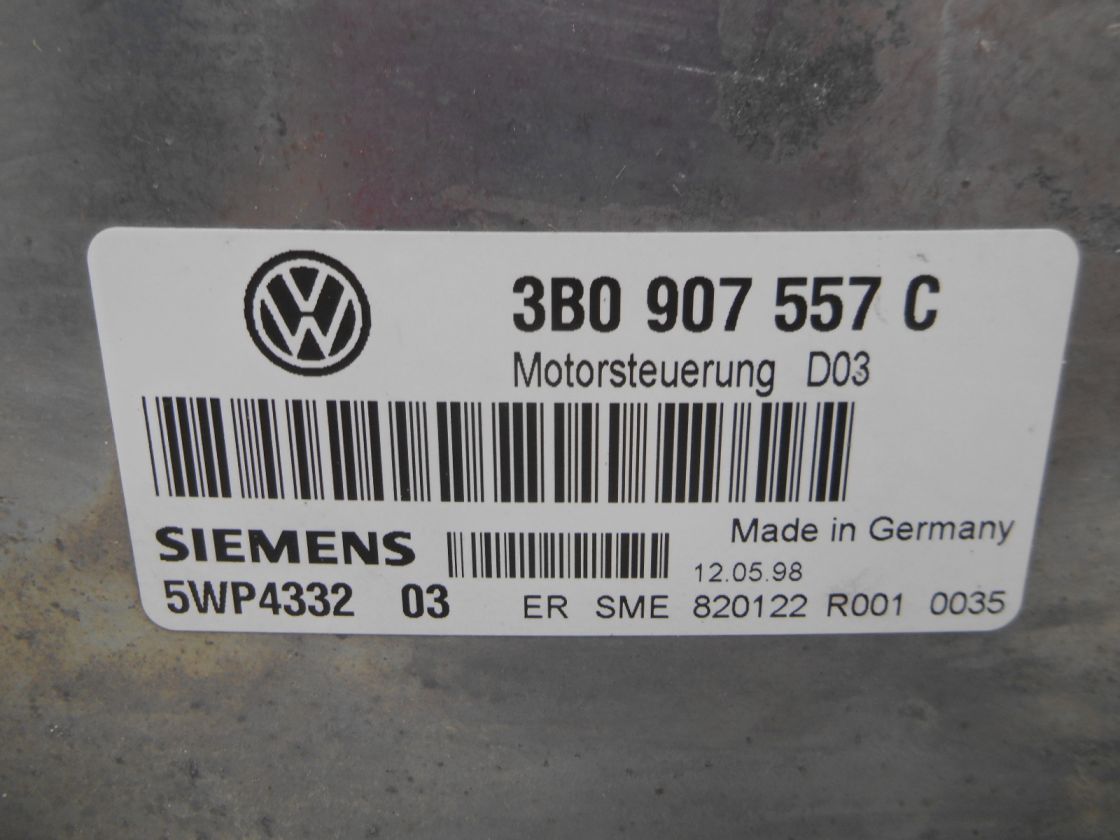 3B0 907 557 C
Motorsteuerung D03
Made in Germany
SIEMENS
12.05.98
5WP4332 03
ER SME 820122 R001 0035